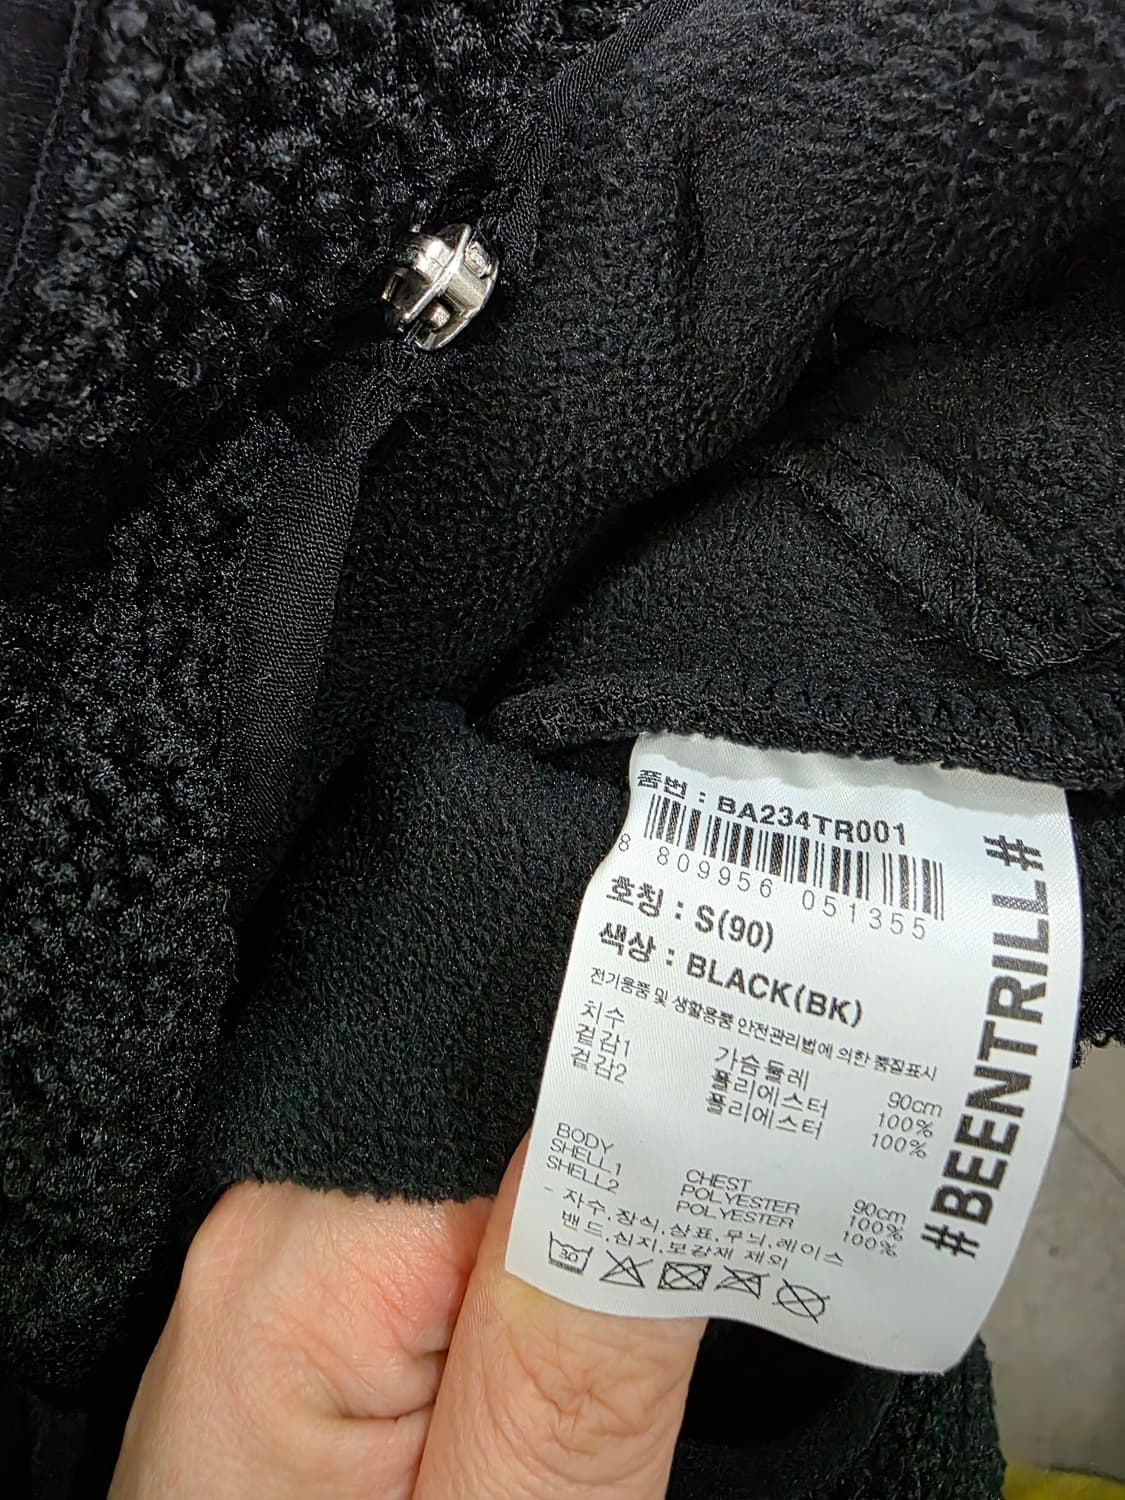 품번 : BA234TR001
8 809956 051355
호칭 : S(90)
색상 : BLACK(BK)
전기용품 및 생활용품 안전관리법에 의한 품질표시
치수 가슴둘레 90cm
겉감1 폴리에스터 100%
겉감2 폴리에스터 100%
BODY CHEST 90cm
SHELL1 POLYESTER 100%
SHELL2 POLYESTER 100%
- 자수.장식.상표.무늬.레이스
밴드.심지.보강재 제외
30
#BEENTRILL#